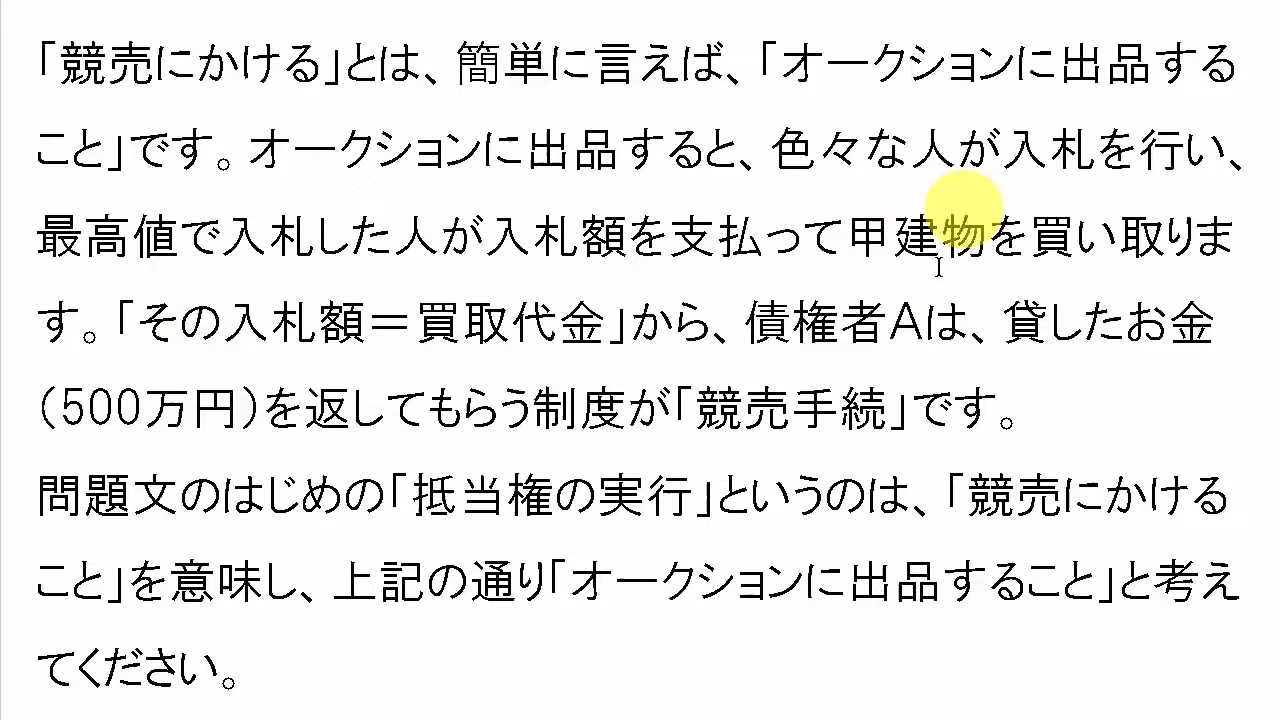 「競売にかける」とは、簡単に言えば、「オークションに出品する
こと」です。オークションに出品すると、色々な人が入札を行い、
最高値で入札した人が入札額を支払って甲建物を買い取りま
す。「その入札額＝買取代金」から、債権者Aは、貸したお金
（500万円）を返してもらう制度が「競売手続」です。
問題文のはじめの「抵当権の実行」というのは、「競売にかける
こと」を意味し、上記の通り「オークションに出品すること」と考え
てください。